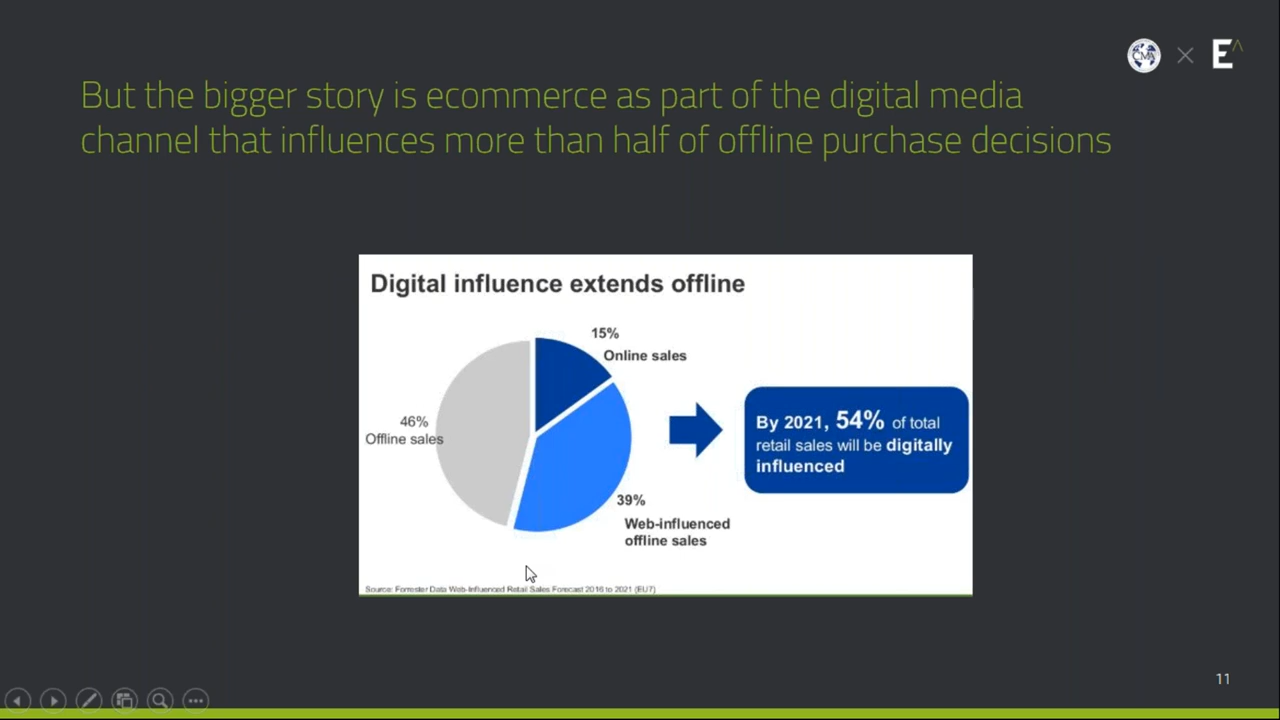 CMA
E^
But the bigger story is ecommerce as part of the digital media
channel that influences more than half of offline purchase decisions
Digital influence extends offline
15%
Online sales
46%
Offline sales
By 2021, 54% of total
retail sales will be digitally
influenced
39%
Web-influenced
offline sales
Source: Forrester Data Web-Influenced Retail Sales Forecast 2016 to 2021 (EU7)
11